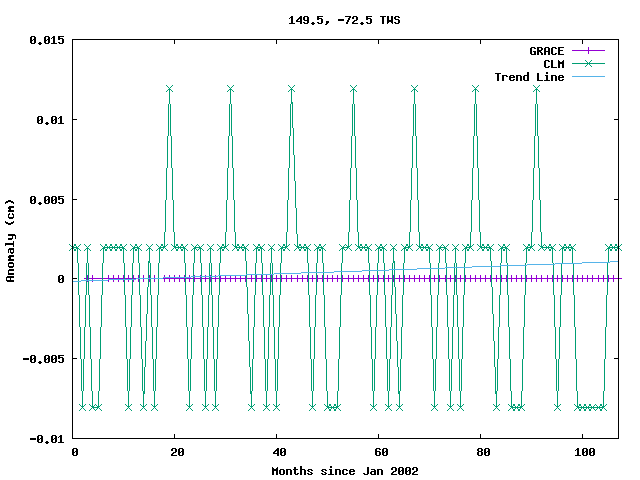 149.5, -72.5 TWS
GRACE
CLM
Trend Line
0.015
0.01
0.005
0
-0.005
-0.01
Anomaly (cm)
0 20 40 60 80 100
Months since Jan 2002